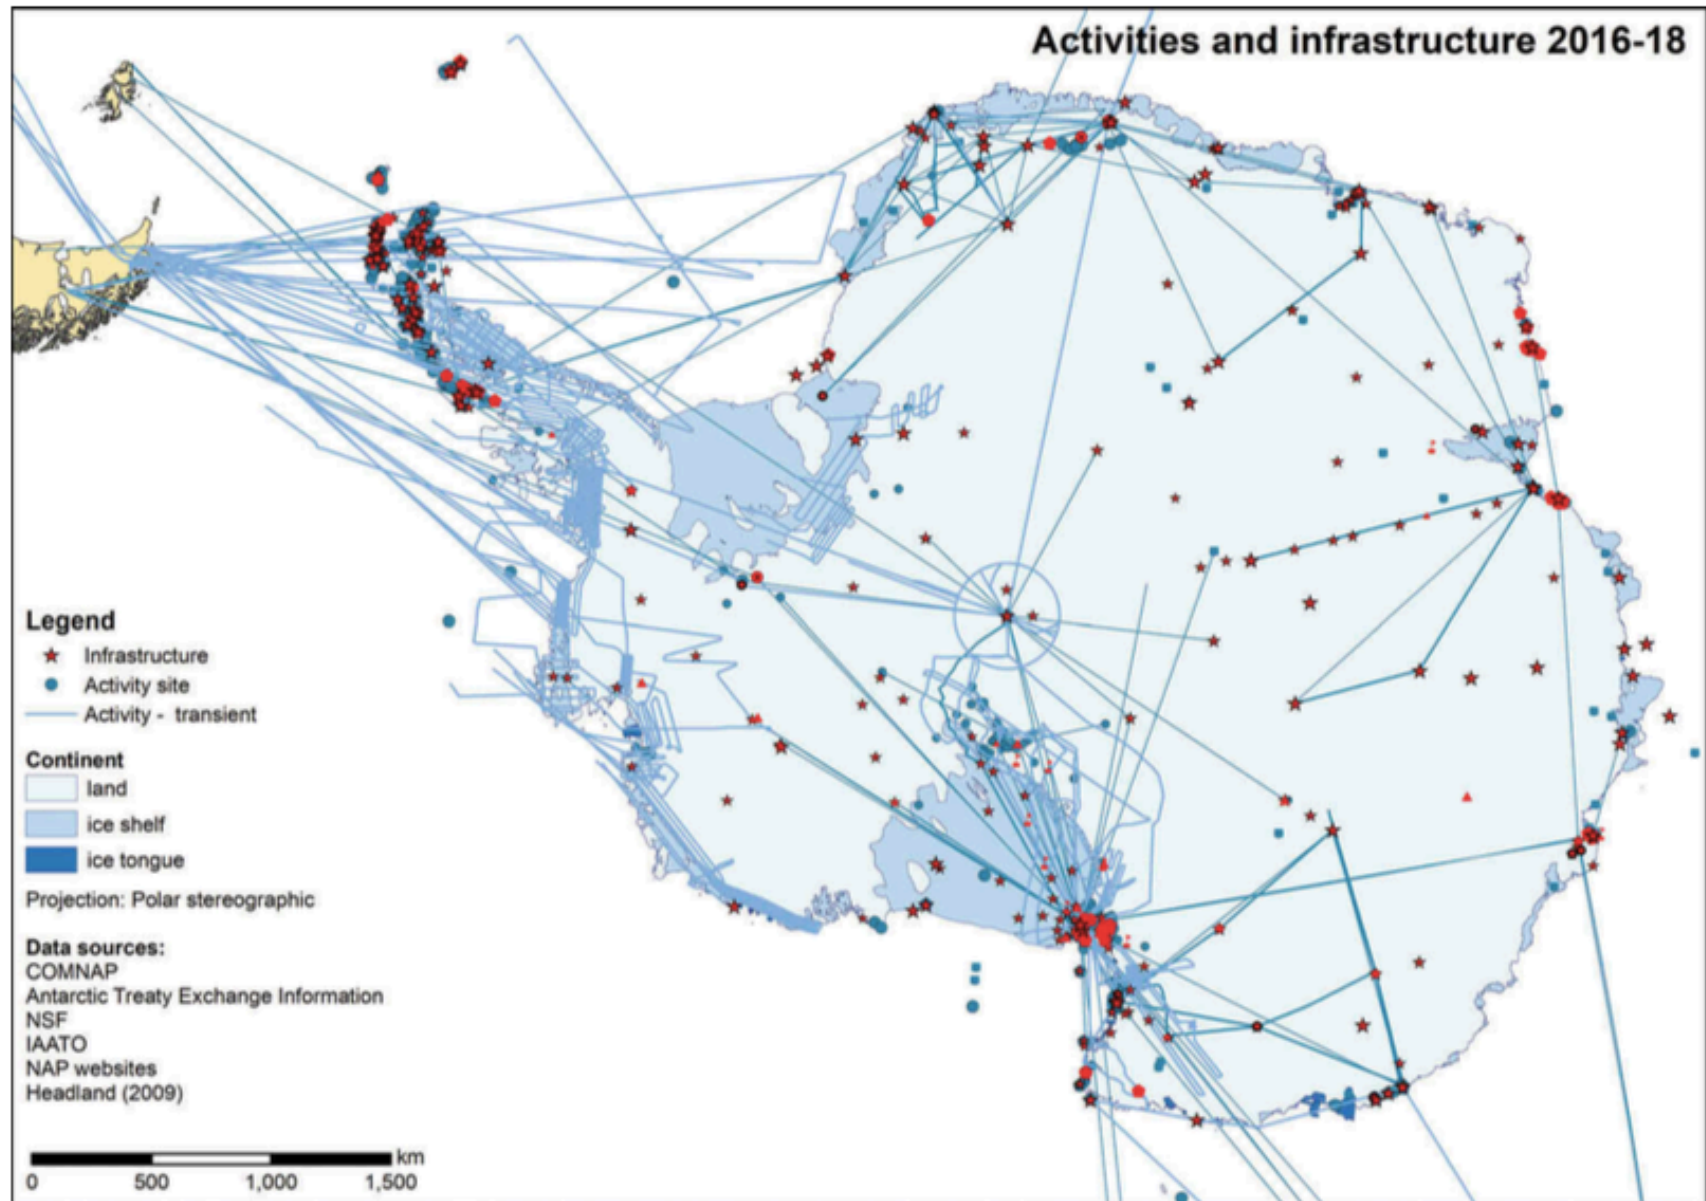 Activities and infrastructure 2016-18
Legend
Infrastructure
Activity site
Activity - transient
Continent
land
ice shelf
ice tongue
Projection: Polar stereographic
Data sources:
COMNAP
Antarctic Treaty Exchange Information
NSF
IAATO
NAP websites
Headland (2009)
km
0 500 1,000 1,500